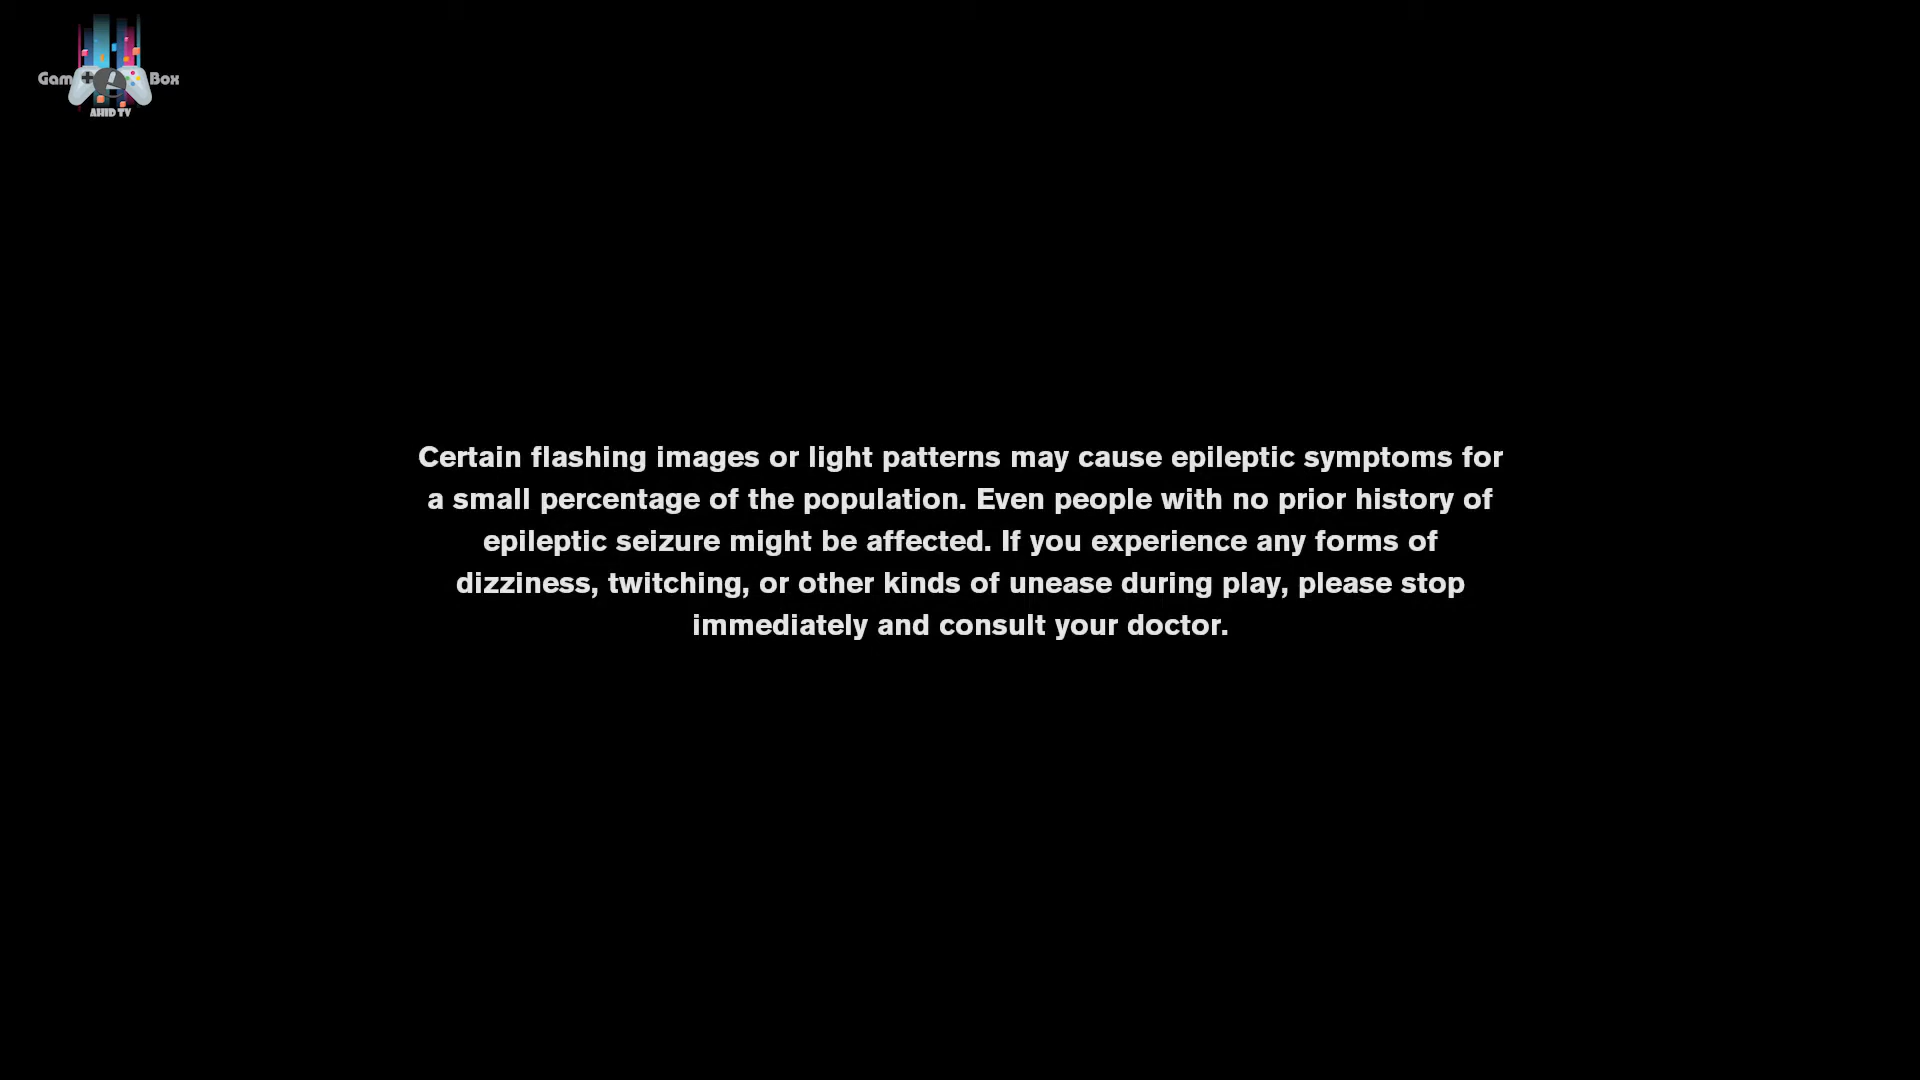 Gam Box
AHID TV
Certain flashing images or light patterns may cause epileptic symptoms for
a small percentage of the population. Even people with no prior history of
epileptic seizure might be affected. If you experience any forms of
dizziness, twitching, or other kinds of unease during play, please stop
immediately and consult your doctor.